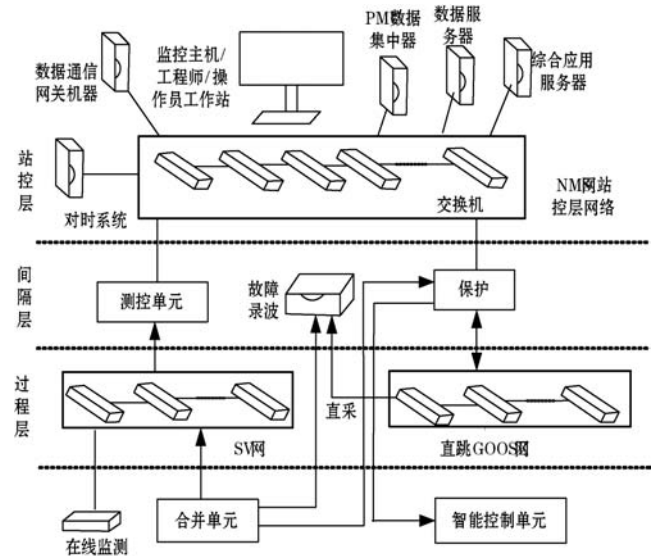 数据通信
网关机器
监控主机/
工程师/操
作员工作站
PM数据
集中器
数据服
务器
综合应用
服务器
站控层
对时系统
交换机
NM网站
控层网络
间隔层
测控单元
故障
录波
保护
过程层
SV网
直采
直跳GOOS网
在线监测
合并单元
智能控制单元